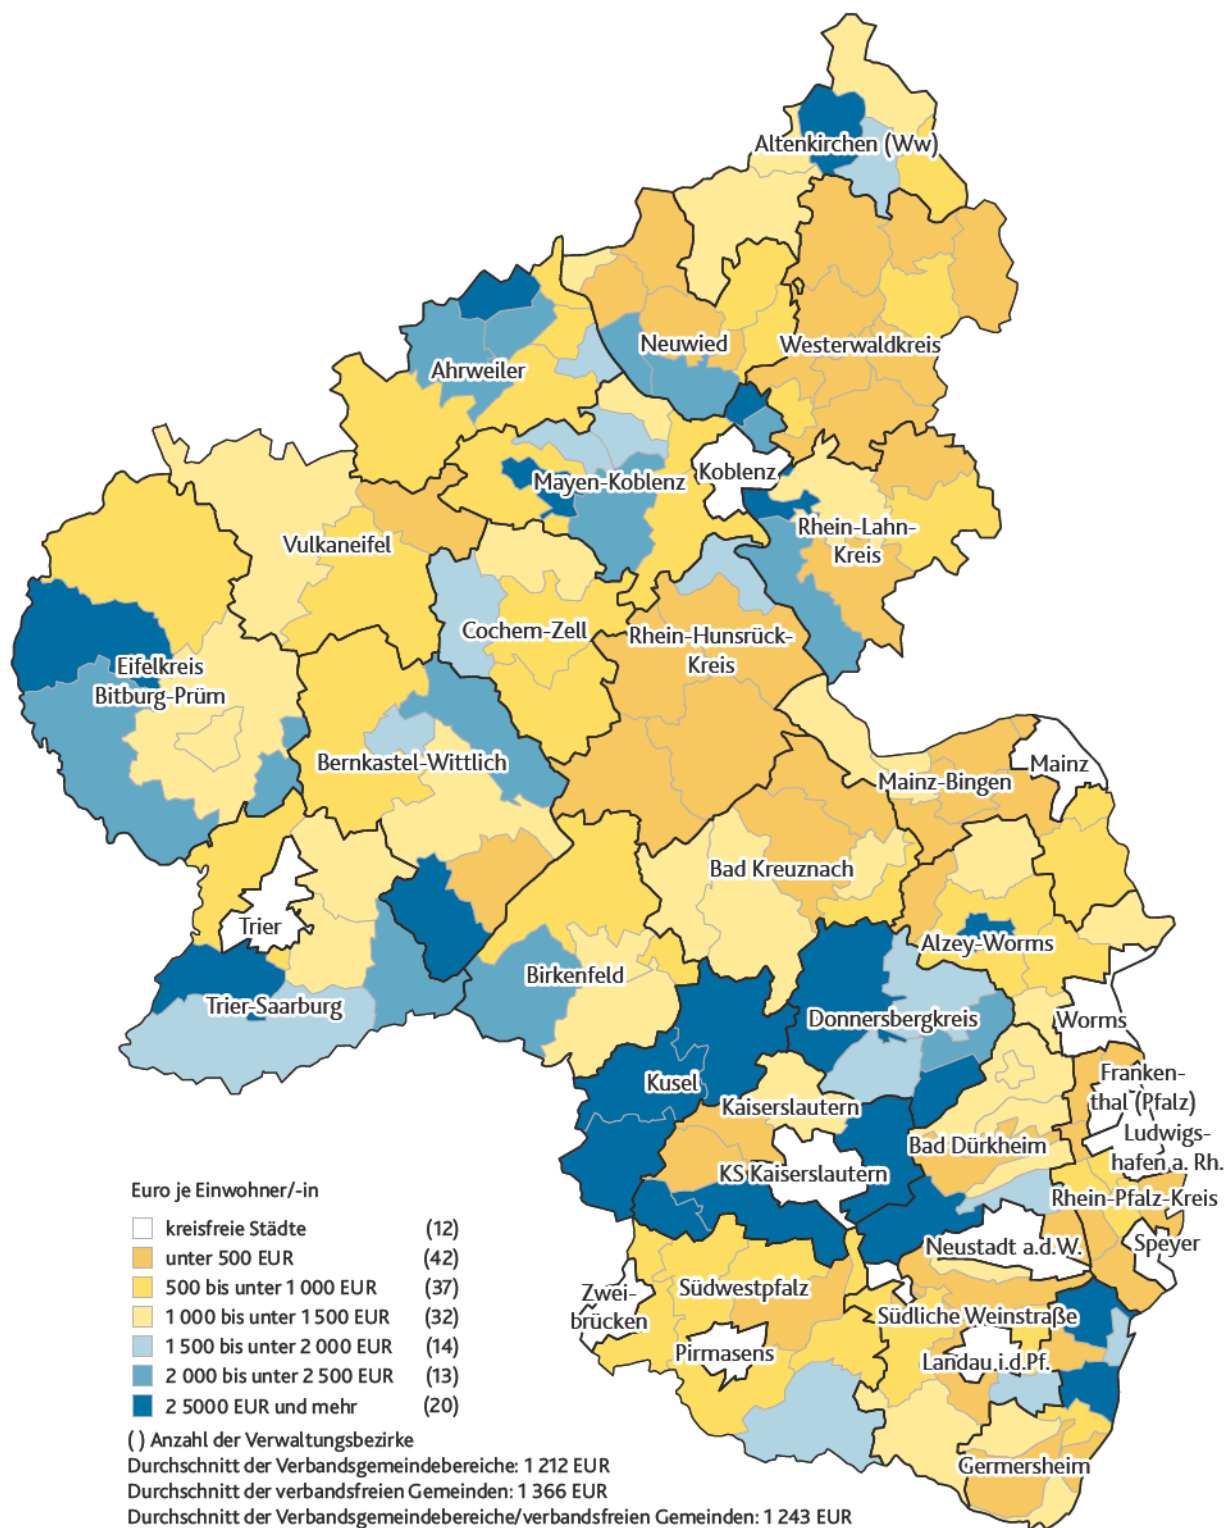 Altenkirchen (Ww)
Neuwied
Westerwaldkreis
Ahrweiler
Koblenz
Mayen-Koblenz
Rhein-Lahn-
Kreis
Vulkaneifel
Cochem-Zell
Rhein-Hunsrück-
Kreis
Eifelkreis
Bitburg-Prüm
Bernkastel-Wittlich
Mainz
Mainz-Bingen
Bad Kreuznach
Trier
Alzey-Worms
Birkenfeld
Trier-Saarburg
Donnersbergkreis
Worms
Kusel
Franken-
thal (Pfalz)
Kaiserslautern
Ludwigs-
hafen a. Rh.
Bad Dürkheim
KS Kaiserslautern
Rhein-Pfalz-Kreis
Neustadt a.d.W.
Speyer
Zwei-
brücken
Südwestpfalz
Südliche Weinstraße
Pirmasens
Landau i.d.Pf.
Germersheim
Euro je Einwohner/-in
kreisfreie Städte (12)
unter 500 EUR (42)
500 bis unter 1 000 EUR (37)
1 000 bis unter 1 500 EUR (32)
1 500 bis unter 2 000 EUR (14)
2 000 bis unter 2 500 EUR (13)
2 5000 EUR und mehr (20)
( ) Anzahl der Verwaltungsbezirke
Durchschnitt der Verbandsgemeindebereiche: 1 212 EUR
Durchschnitt der verbandsfreien Gemeinden: 1 366 EUR
Durchschnitt der Verbandsgemeindebereiche/verbandsfreien Gemeinden: 1 243 EUR